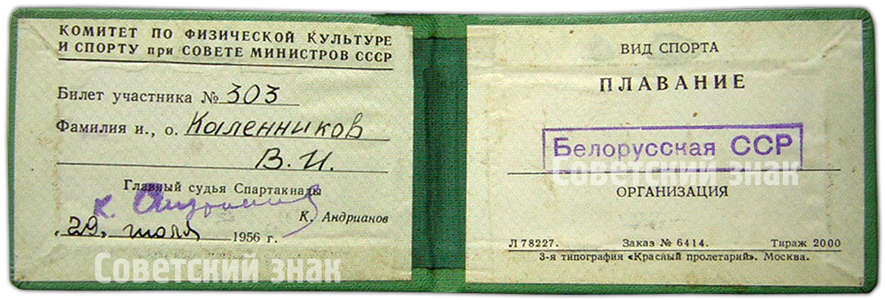 КОМИТЕТ ПО ФИЗИЧЕСКОЙ КУЛЬТУРЕ
И СПОРТУ при СОВЕТЕ МИНИСТРОВ СССР
Билет участника № 303
Фамилия и., о. Каленников
В. И.
Главный судья Спартакиады
К. Андрианов
29. июля 1956 г.
Советский знак
ВИД СПОРТА
ПЛАВАНИЕ
Белорусская ССР
Советский знак
ОРГАНИЗАЦИЯ
Л 78227. Заказ № 6414. Тираж 2000
3-я типография «Красный пролетарий». Москва.